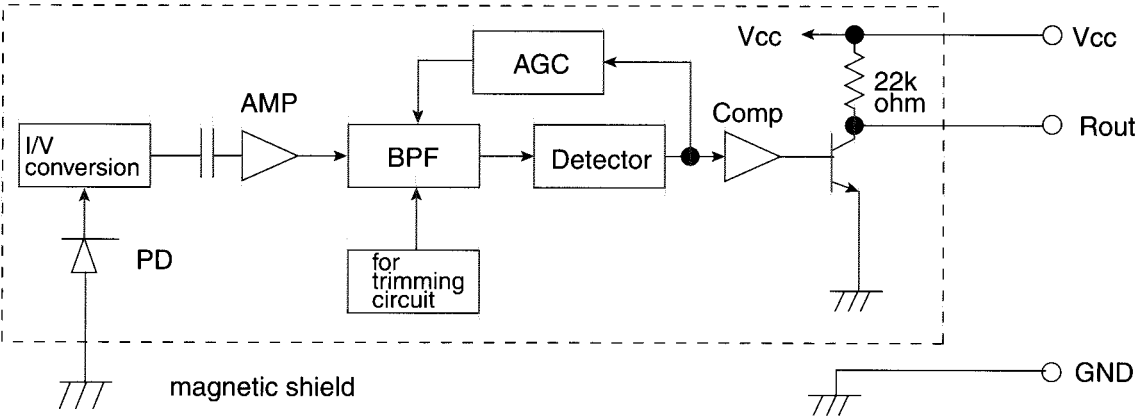 Vcc
Vcc
AGC
22k
ohm
AMP
Comp
Rout
I/V
conversion
BPF
Detector
PD
for
trimming
circuit
magnetic shield
GND